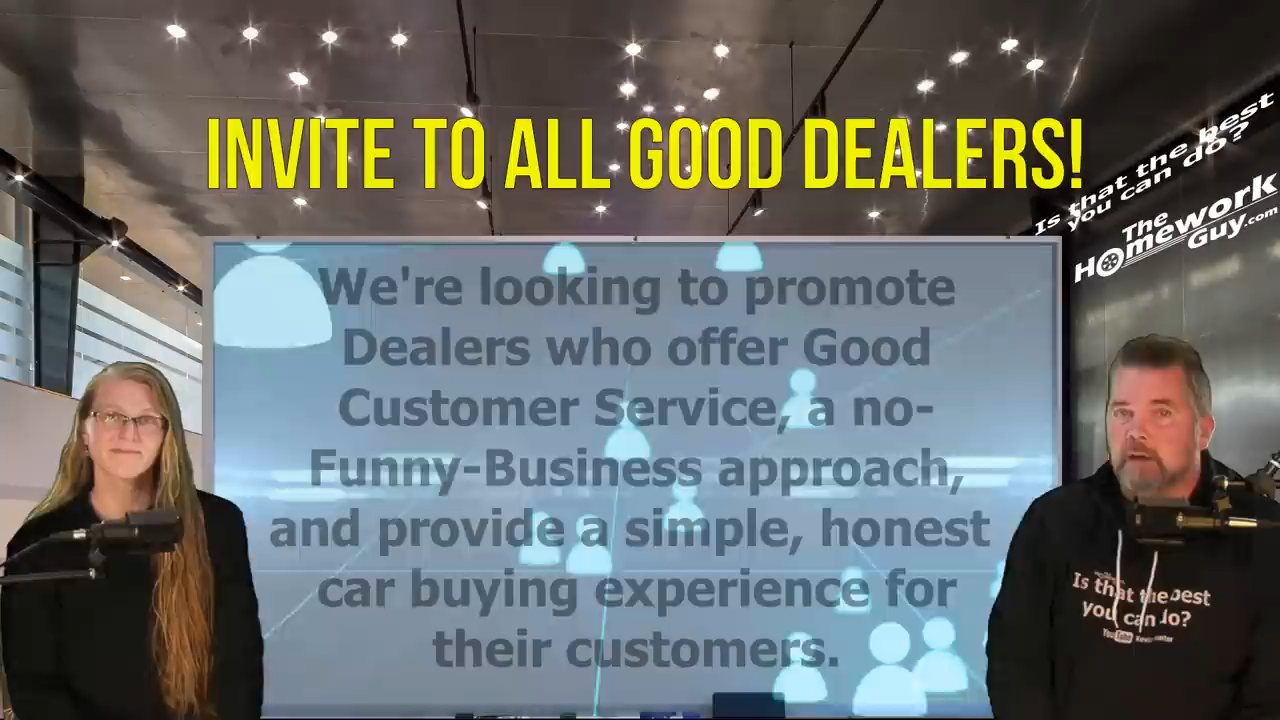 INVITE TO ALL GOOD DEALERS!
Is that the best
you can do?
The
Homework
Guy.com
We're looking to promote
Dealers who offer Good
Customer Service, a no-
Funny-Business approach,
and provide a simple, honest
car buying experience for
their customers.
Is that the best
you can do?
YouTube